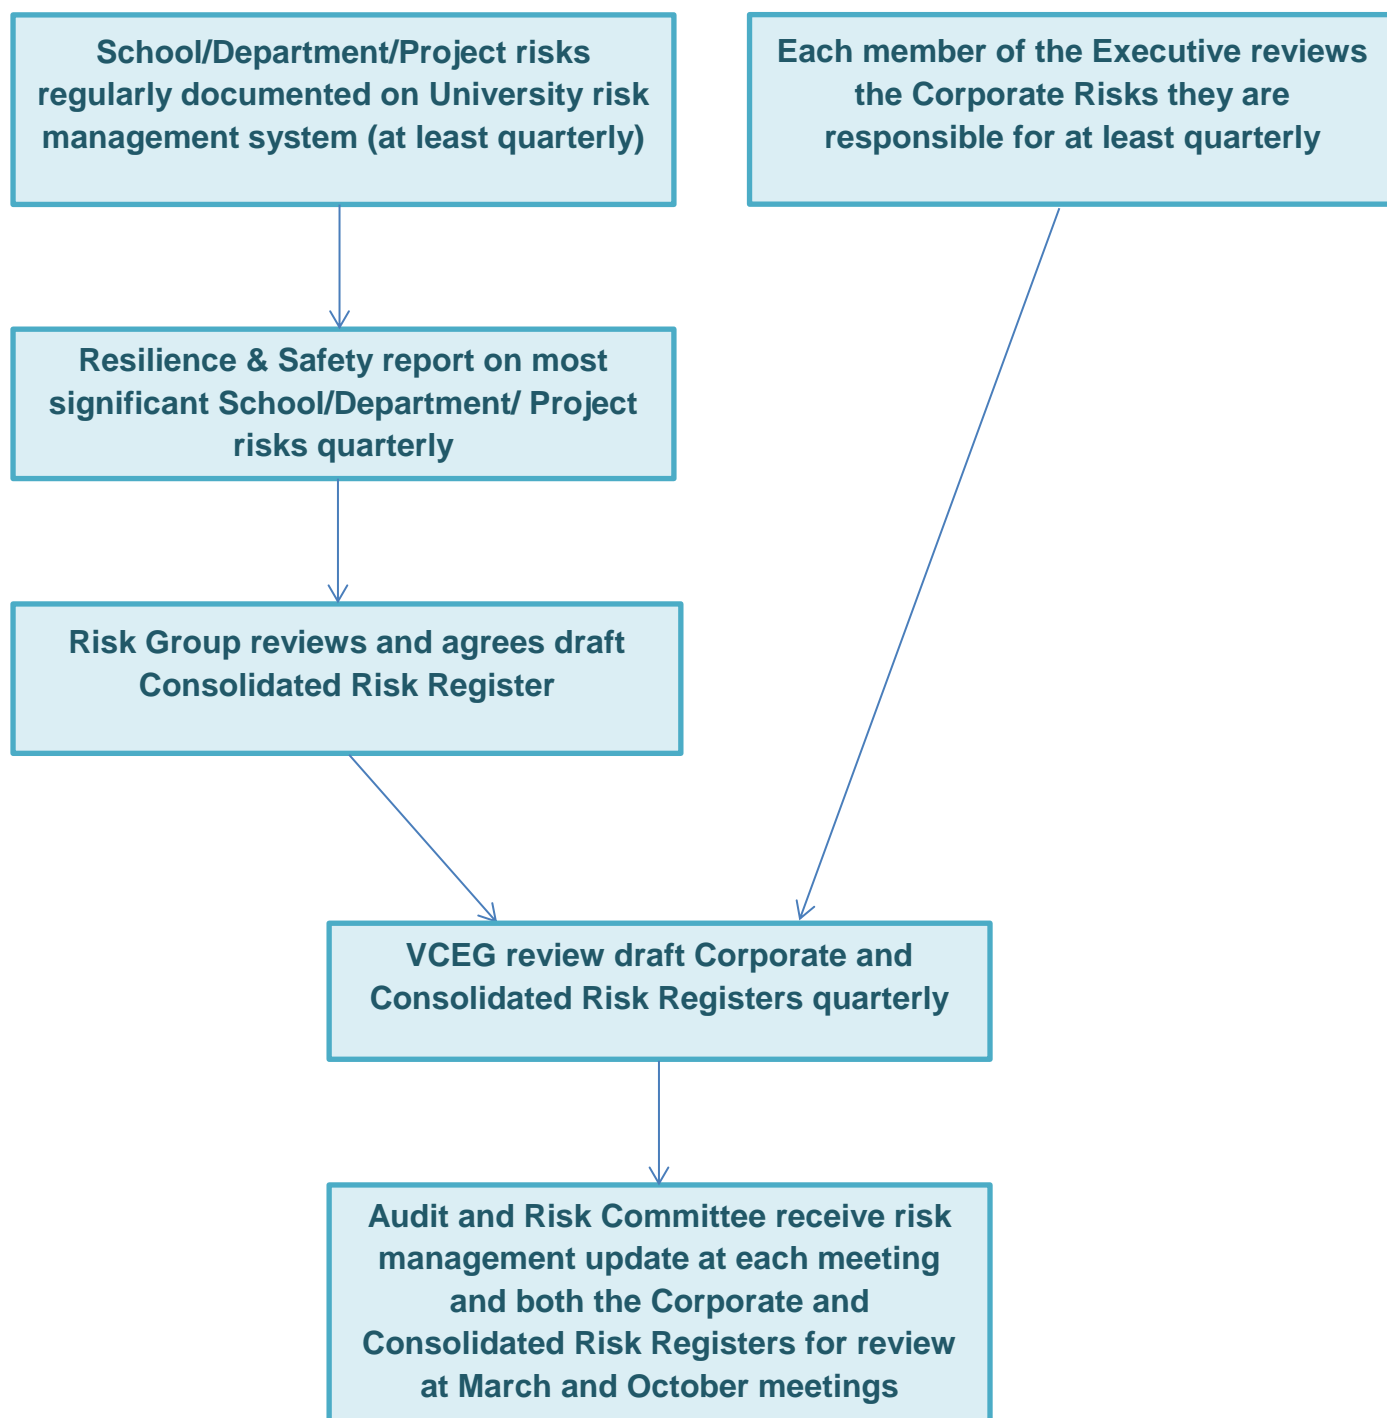 School/Department/Project risks
regularly documented on University risk
management system (at least quarterly)
Each member of the Executive reviews
the Corporate Risks they are
responsible for at least quarterly
Resilience & Safety report on most
significant School/Department/ Project
risks quarterly
Risk Group reviews and agrees draft
Consolidated Risk Register
VCEG review draft Corporate and
Consolidated Risk Registers quarterly
Audit and Risk Committee receive risk
management update at each meeting
and both the Corporate and
Consolidated Risk Registers for review
at March and October meetings